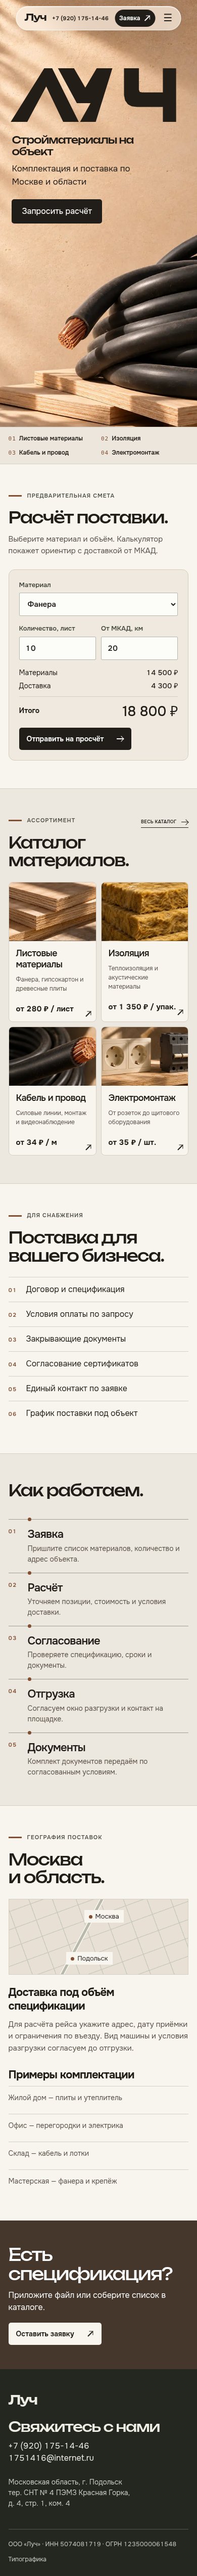 Луч +7 (920) 175-14-46 Заявка
ЛУЧ
Стройматериалы на
объект
Комплектация и поставка по
Москве и области
Запросить расчёт
01 Листовые материалы 02 Изоляция
03 Кабель и провод 04 Электромонтаж
ПРЕДВАРИТЕЛЬНАЯ СМЕТА
Расчёт поставки.
Выберите материал и объём. Калькулятор
покажет ориентир с доставкой от МКАД.
Материал
Фанера
Количество, лист От МКАД, км
10 20
Материалы 14 500 ₽
Доставка 4 300 ₽
Итого 18 800 ₽
Отправить на просчёт
АССОРТИМЕНТ ВЕСЬ КАТАЛОГ
Каталог
материалов.
Листовые
материалы
Фанера, гипсокартон и
древесные плиты
от 280 ₽ / лист
Изоляция
Теплоизоляция и
акустические
материалы
от 1 350 ₽ / упак.
Кабель и провод
Силовые линии, монтаж
и видеонаблюдение
от 34 ₽ / м
Электромонтаж
От розеток до щитового
оборудования
от 35 ₽ / шт.
ДЛЯ СНАБЖЕНИЯ
Поставка для
вашего бизнеса.
01 Договор и спецификация
02 Условия оплаты по запросу
03 Закрывающие документы
04 Согласование сертификатов
05 Единый контакт по заявке
06 График поставки под объект
Как работаем.
01 Заявка
Пришлите список материалов, количество и
адрес объекта.
02 Расчёт
Уточняем позиции, стоимость и условия
доставки.
03 Согласование
Проверяете спецификацию, сроки и
документы.
04 Отгрузка
Согласуем окно разгрузки и контакт на
площадке.
05 Документы
Комплект документов передаём по
согласованным условиям.
ГЕОГРАФИЯ ПОСТАВОК
Москва
и область.
Москва
Подольск
Доставка под объём
спецификации
Для расчёта рейса укажите адрес, дату приёмки
и ограничения по въезду. Вид машины и условия
разгрузки согласуем до отгрузки.
Примеры комплектации
Жилой дом — плиты и утеплитель
Офис — перегородки и электрика
Склад — кабель и лотки
Мастерская — фанера и крепёж
Есть
спецификация?
Приложите файл или соберите список в
каталоге.
Оставить заявку
Луч
Свяжитесь с нами
+7 (920) 175-14-46
1751416@internet.ru
Московская область, г. Подольск
тер. СНТ № 4 ПЭМЗ Красная Горка,
д. 4, стр. 1, ком. 4
ООО «Луч» · ИНН 5074081719 · ОГРН 1235000061548
Типографика